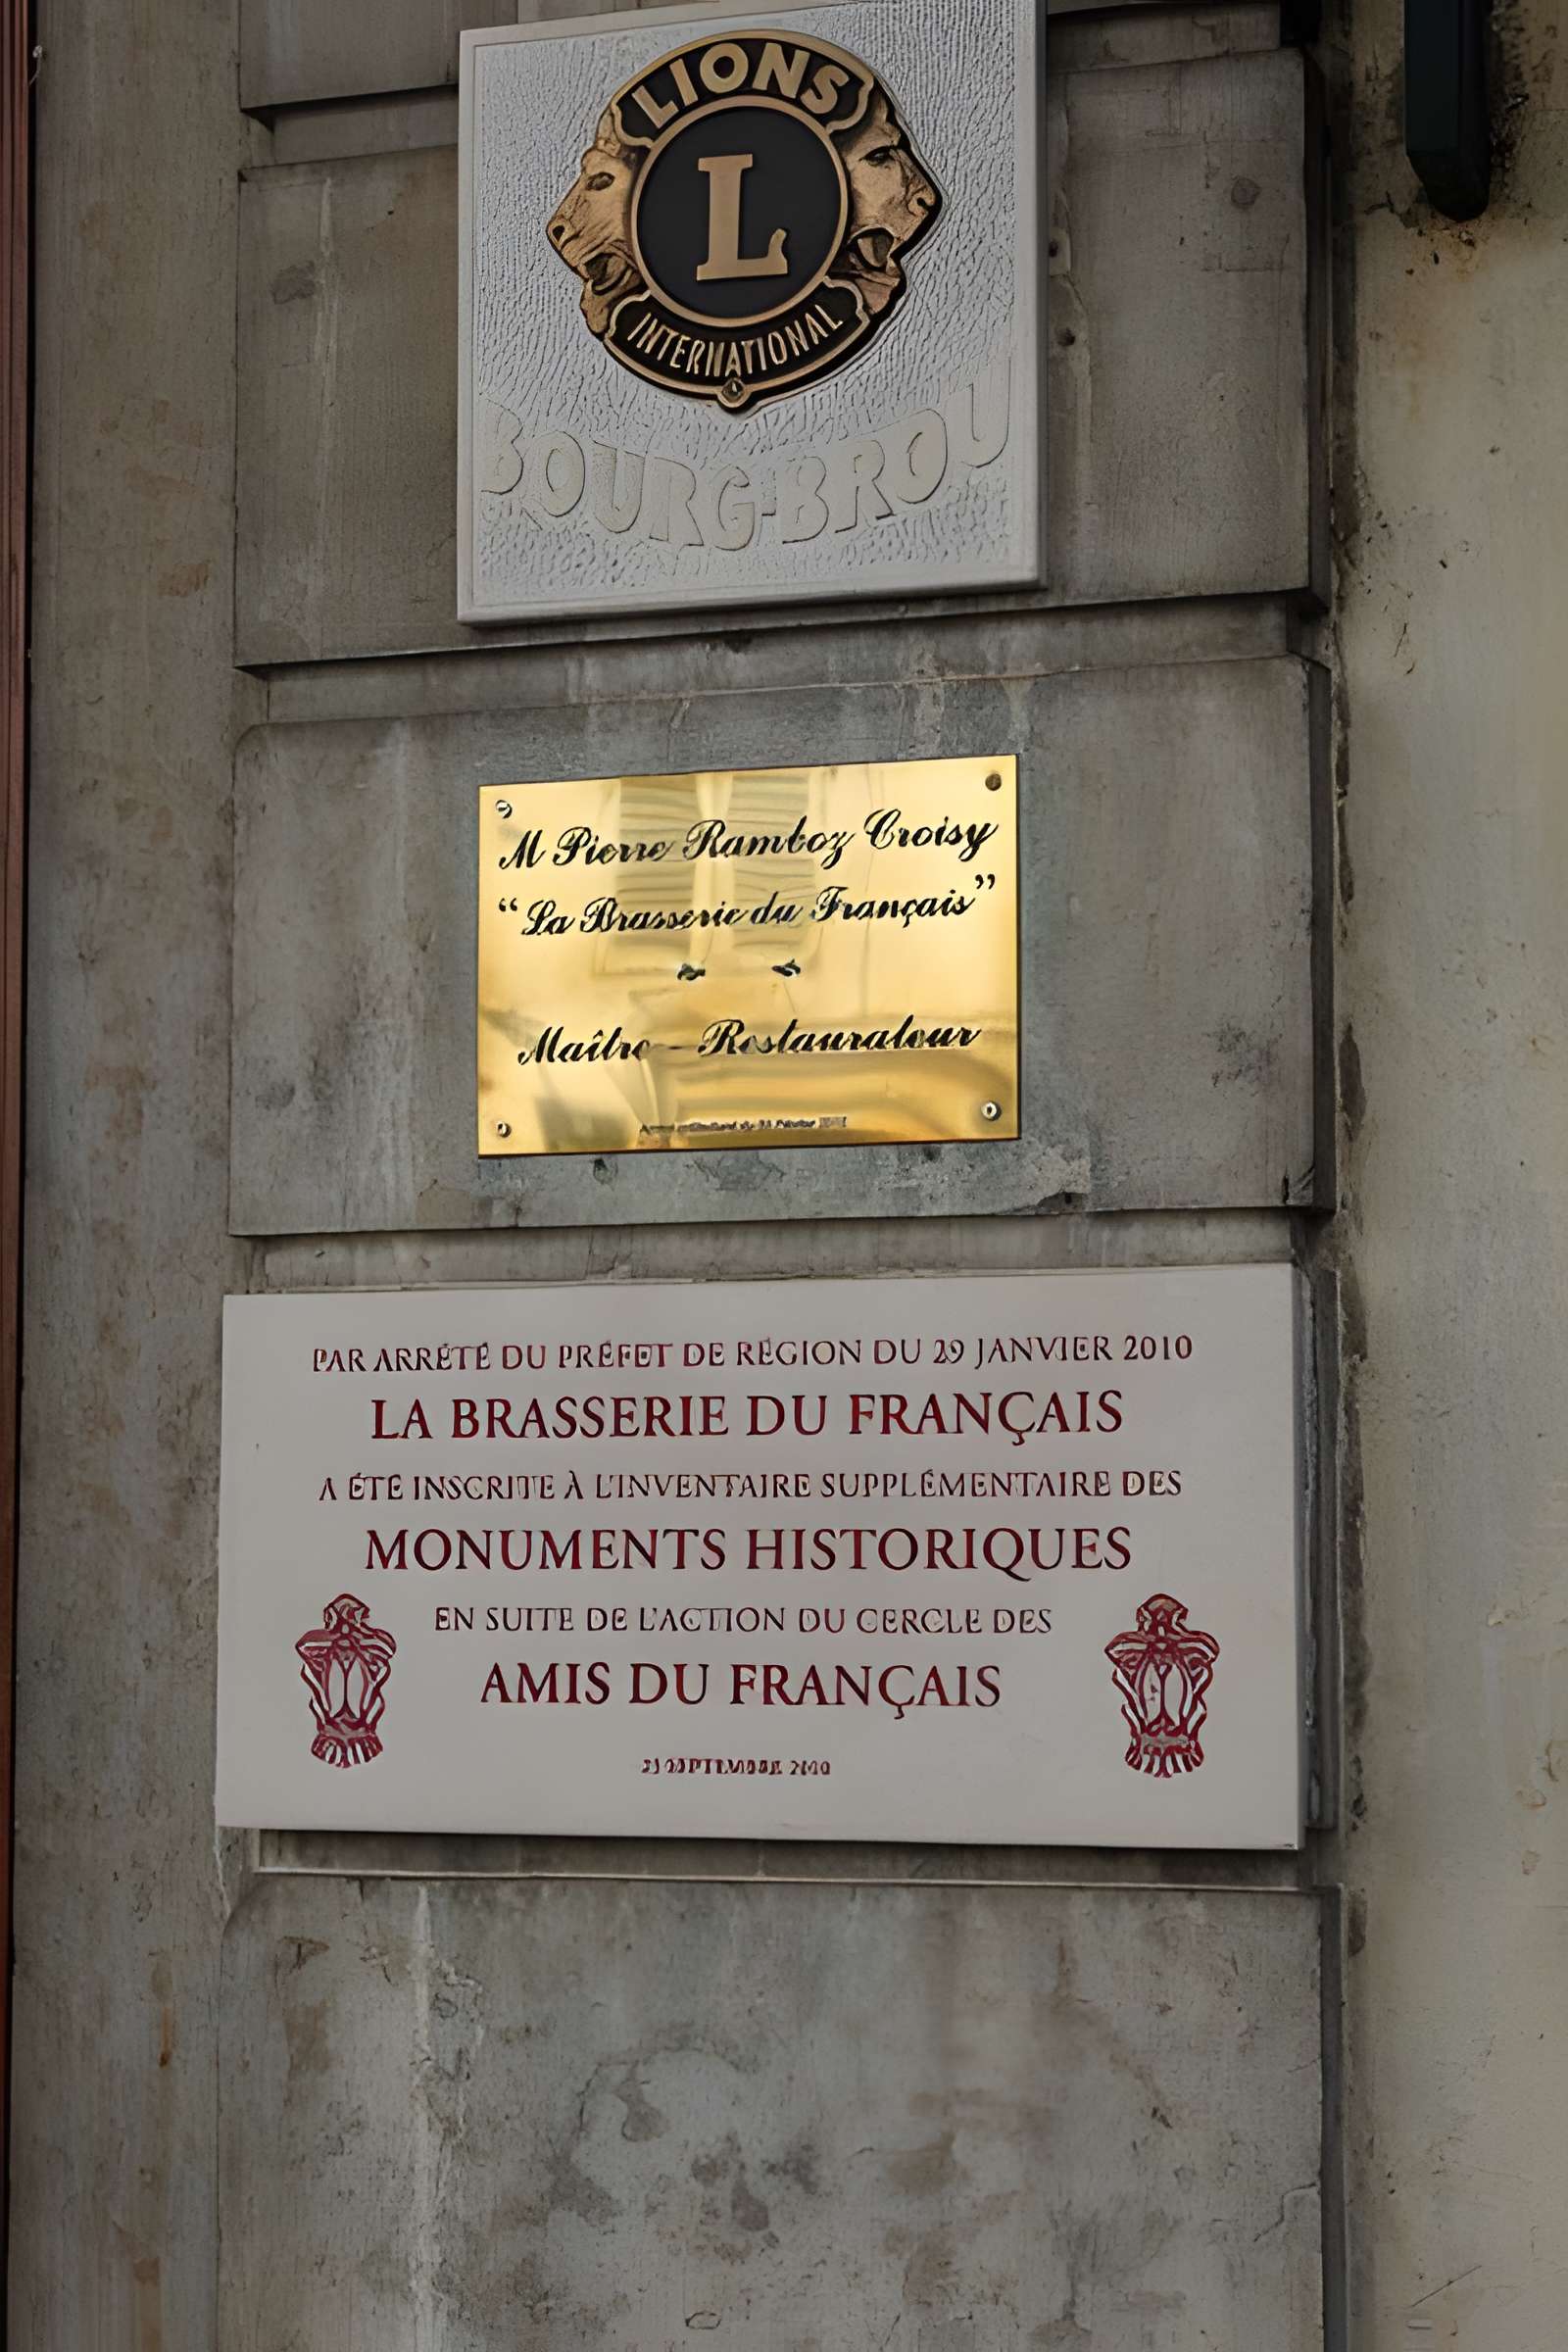 LIONS
L
INTERNATIONAL
BOURG-BROU
M Pierre Ramboz Croisy
“La Brasserie du Français”
Maître - Restaurateur
PAR ARRÊTÉ DU PRÉFET DE RÉGION DU 29 JANVIER 2010
LA BRASSERIE DU FRANÇAIS
A ÉTÉ INSCRITE À L'INVENTAIRE SUPPLÉMENTAIRE DES
MONUMENTS HISTORIQUES
EN SUITE DE L'ACTION DU CERCLE DES
AMIS DU FRANÇAIS
SEPTEMBRE 2010